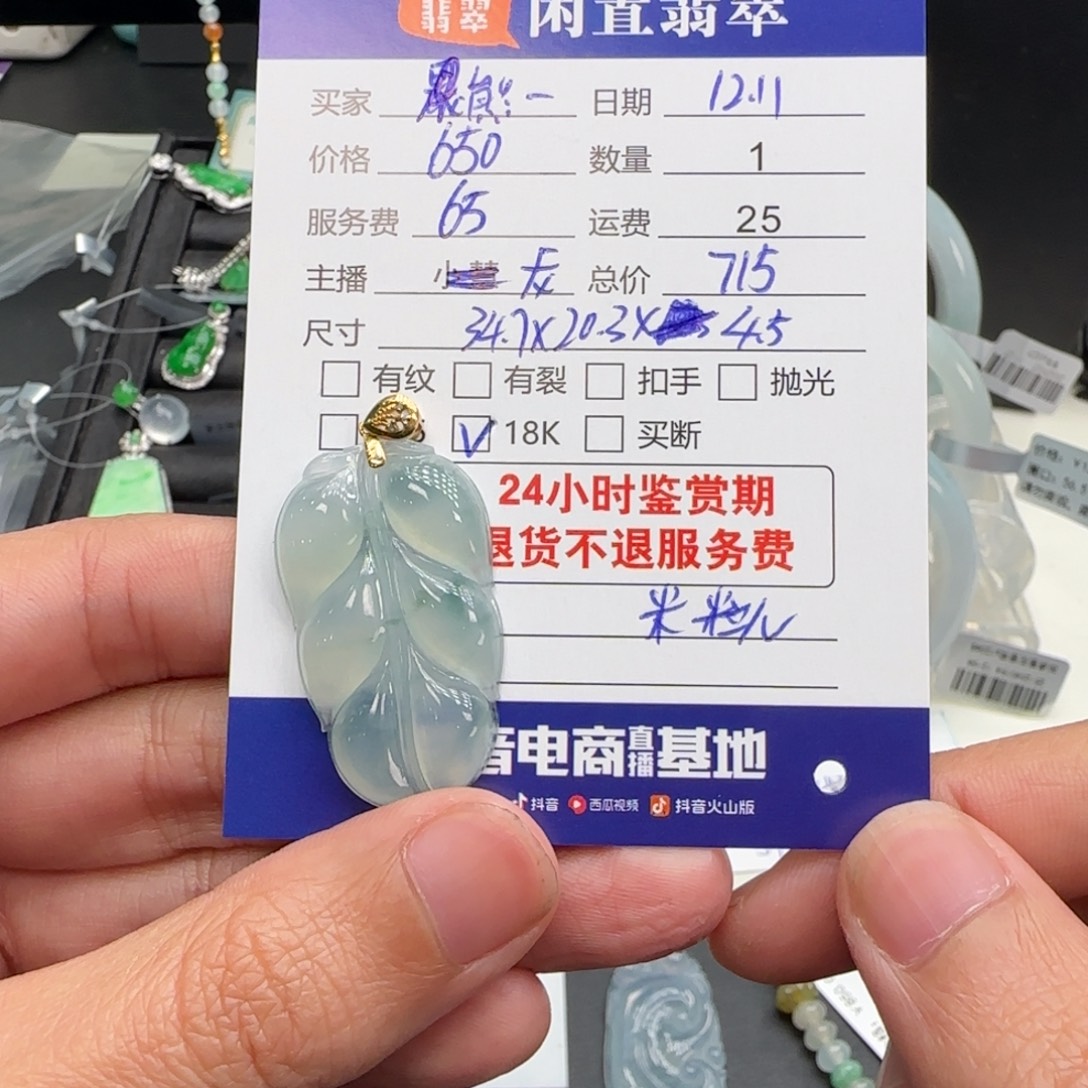 翡翠 闲置翡翠
买家 日期 12.11
价格 650 数量 1
服务费 65 运费 25
主播 总价 715
尺寸 34.7X20.3X 4.5
有纹 有裂 扣手 抛光
V 18K 买断
24小时鉴赏期
退货不退服务费
米粒
音电商直播基地
抖音 西瓜视频 抖音火山版